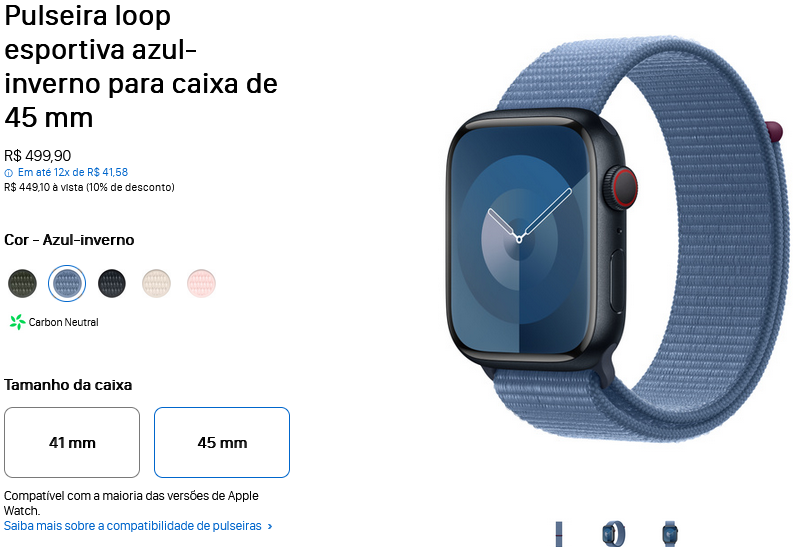 Pulseira loop
esportiva azul-
inverno para caixa de
45 mm
R$ 499,90
Em até 12x de R$ 41,58
R$ 449,10 à vista (10% de desconto)
Cor - Azul-inverno
Carbon Neutral
Tamanho da caixa
41 mm
45 mm
Compatível com a maioria das versões de Apple
Watch.
Saiba mais sobre a compatibilidade de pulseiras ›